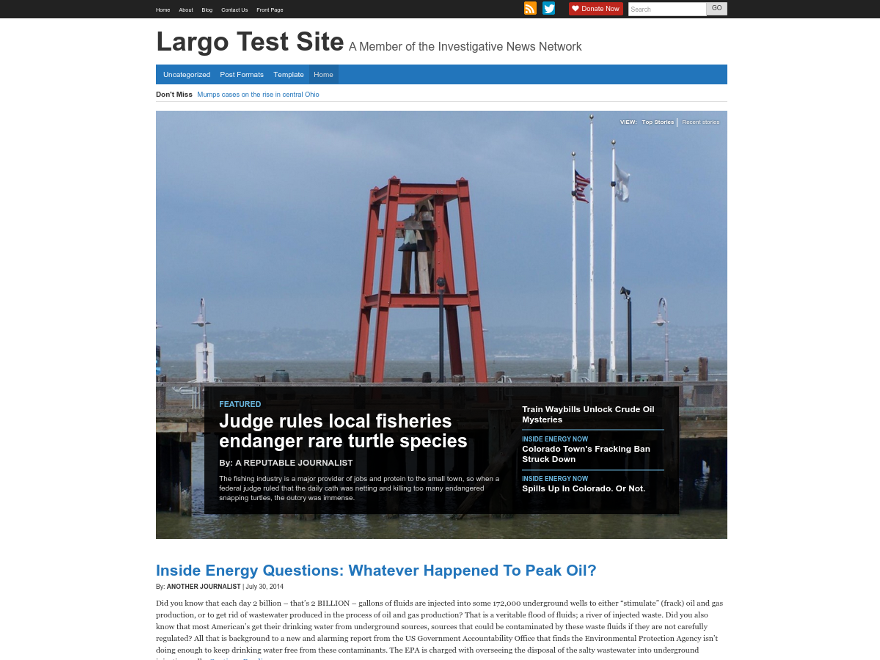 Home About Blog Contact Us Front Page
Donate Now Search GO
Largo Test Site A Member of the Investigative News Network
Uncategorized Post Formats Template Home
Don't Miss Mumps cases on the rise in central Ohio
VIEW: Top Stories Recent stories
FEATURED
Judge rules local fisheries
endanger rare turtle species
By: A REPUTABLE JOURNALIST
The fishing industry is a major provider of jobs and protein to the small town, so when a
federal judge ruled that the daily cath was netting and killing too many endangered
snapping turtles, the outcry was immense.
Train Waybills Unlock Crude Oil
Mysteries
INSIDE ENERGY NOW
Colorado Town's Fracking Ban
Struck Down
INSIDE ENERGY NOW
Spills Up In Colorado. Or Not.
Inside Energy Questions: Whatever Happened To Peak Oil?
By: ANOTHER JOURNALIST | July 30, 2014
Did you know that each day 2 billion – that's 2 BILLION – gallons of fluids are injected into some 172,000 underground wells to either “stimulate” (frack) oil and gas
production, or to get rid of wastewater produced in the process of oil and gas production? That is a veritable flood of fluids; a river of injected waste. Did you also
know that most American's get their drinking water from underground sources, sources that could be contaminated by these waste fluids if they are not carefully
regulated? All that is background to a new and alarming report from the US Government Accountability Office that finds the Environmental Protection Agency isn't
doing enough to keep drinking water free from these contaminants. The EPA is charged with overseeing the disposal of the salty wastewater into underground